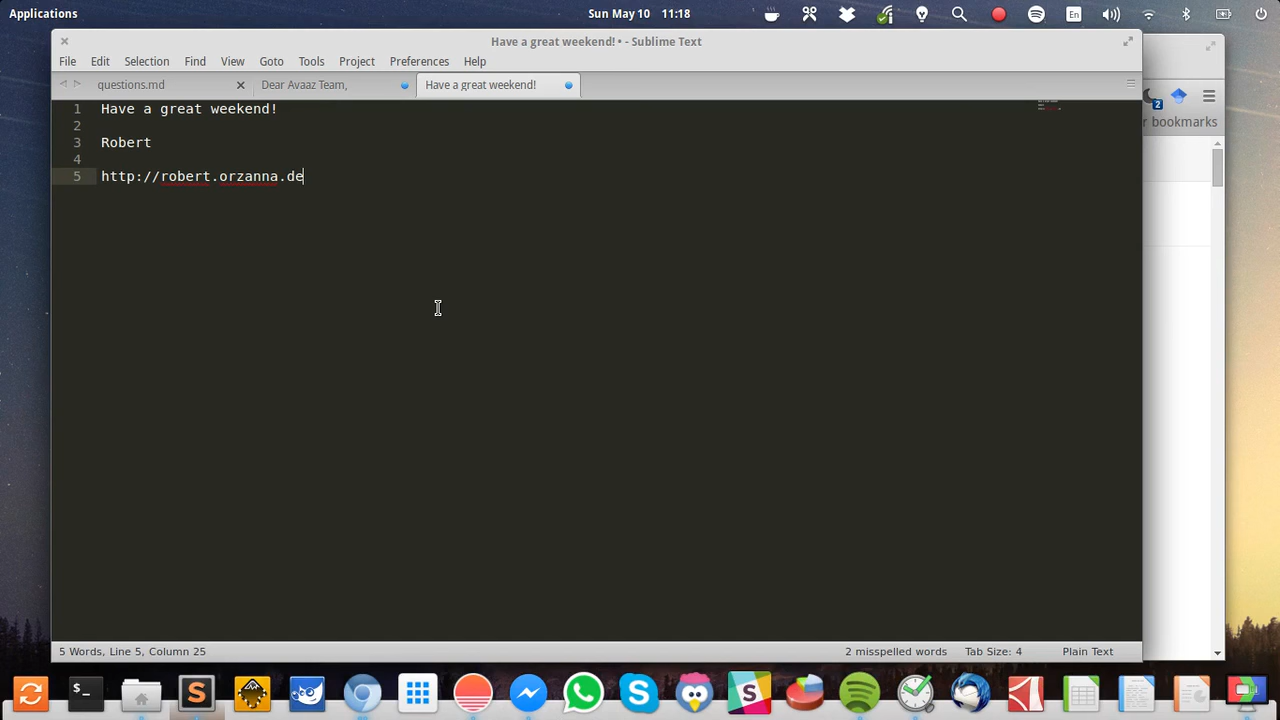 Applications
Sun May 10 11:18
En
Have a great weekend! • - Sublime Text
File Edit Selection Find View Goto Tools Project Preferences Help
questions.md
Dear Avaaz Team,
Have a great weekend!
2
r bookmarks
1 Have a great weekend!
2
3 Robert
4
5 http://robert.orzanna.de
5 Words, Line 5, Column 25
2 misspelled words
Tab Size: 4
Plain Text